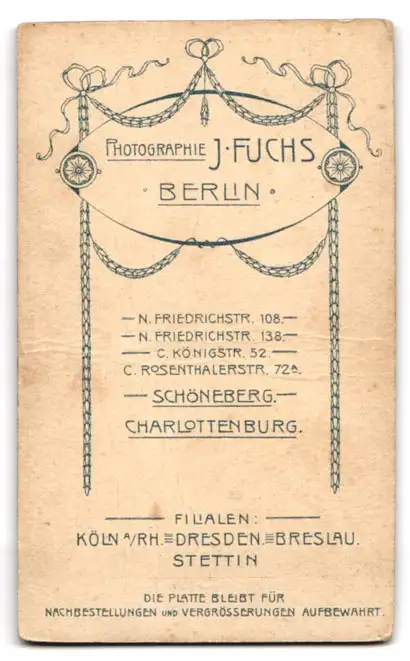 PHOTOGRAPHIE J. FUCHS
BERLIN
N. FRIEDRICHSTR. 108.
N. FRIEDRICHSTR. 138.
C. KÖNIGSTR. 52.
C. ROSENTHALERSTR. 72a.
SCHÖNEBERG.
CHARLOTTENBURG.
FILIALEN:
KÖLN A/RH. DRESDEN. BRESLAU.
STETTIN
DIE PLATTE BLEIBT FÜR
NACHBESTELLUNGEN UND VERGRÖSSERUNGEN AUFBEWAHRT.